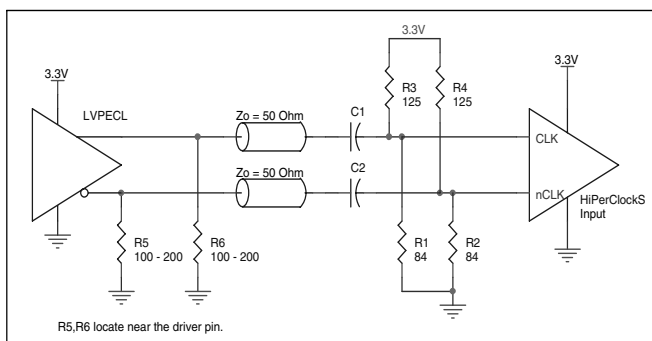 3.3V
3.3V
3.3V
R3
125
R4
125
LVPECL
Zo = 50 Ohm
C1
CLK
Zo = 50 Ohm
C2
nCLK
HiPerClockS
Input
R5
100 - 200
R6
100 - 200
R1
84
R2
84
R5,R6 locate near the driver pin.